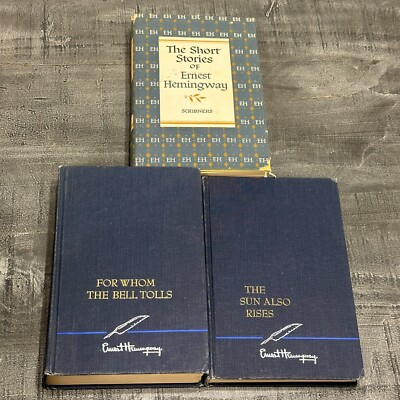 The Short
Stories
OF
Ernest
Hemingway
SCRIBNERS
FOR WHOM
THE BELL TOLLS
Ernest Hemingway
THE
SUN ALSO
RISES
Ernest Hemingway